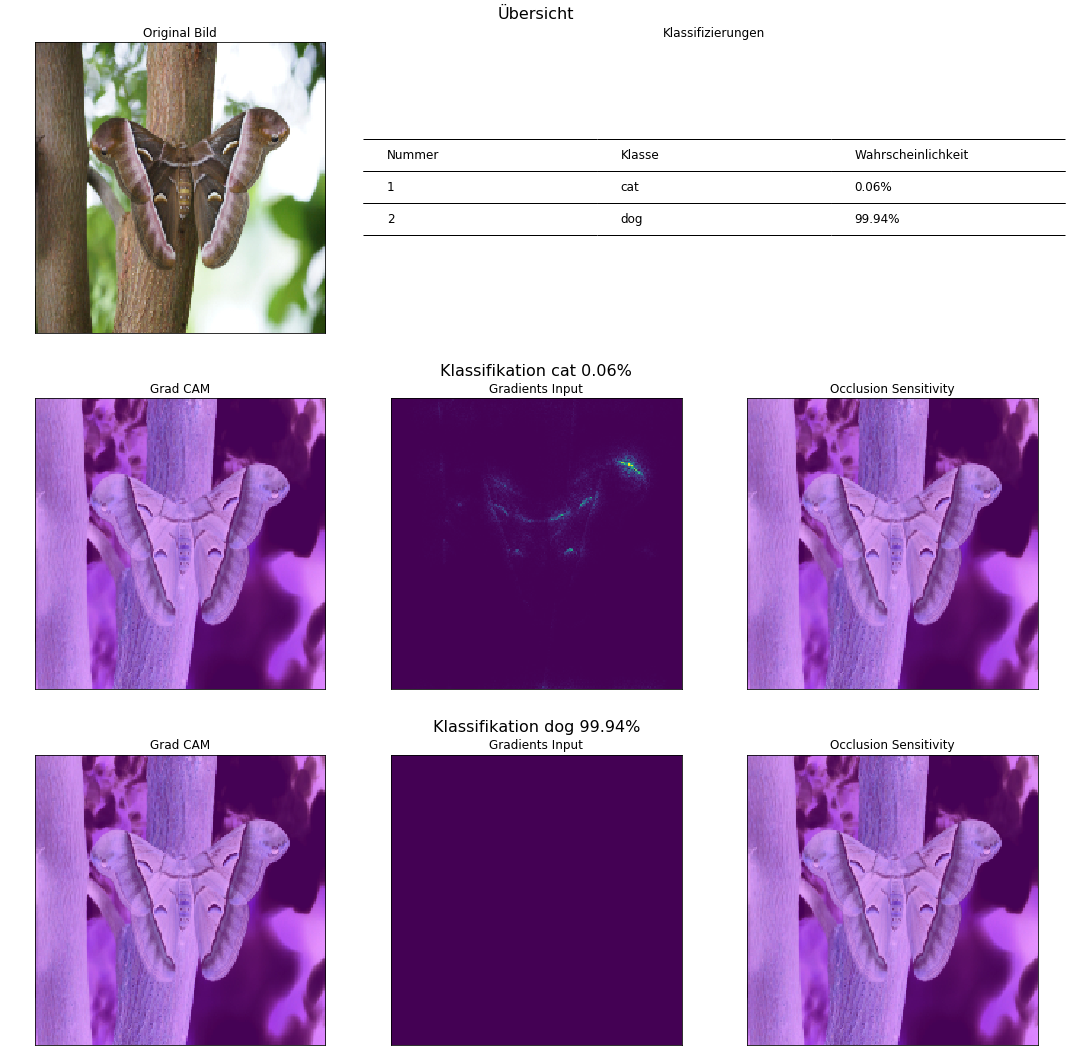 Übersicht
Original Bild
Klassifizierungen
Nummer Klasse Wahrscheinlichkeit
1 cat 0.06%
2 dog 99.94%
Klassifikation cat 0.06%
Grad CAM
Gradients Input
Occlusion Sensitivity
Klassifikation dog 99.94%
Grad CAM
Gradients Input
Occlusion Sensitivity